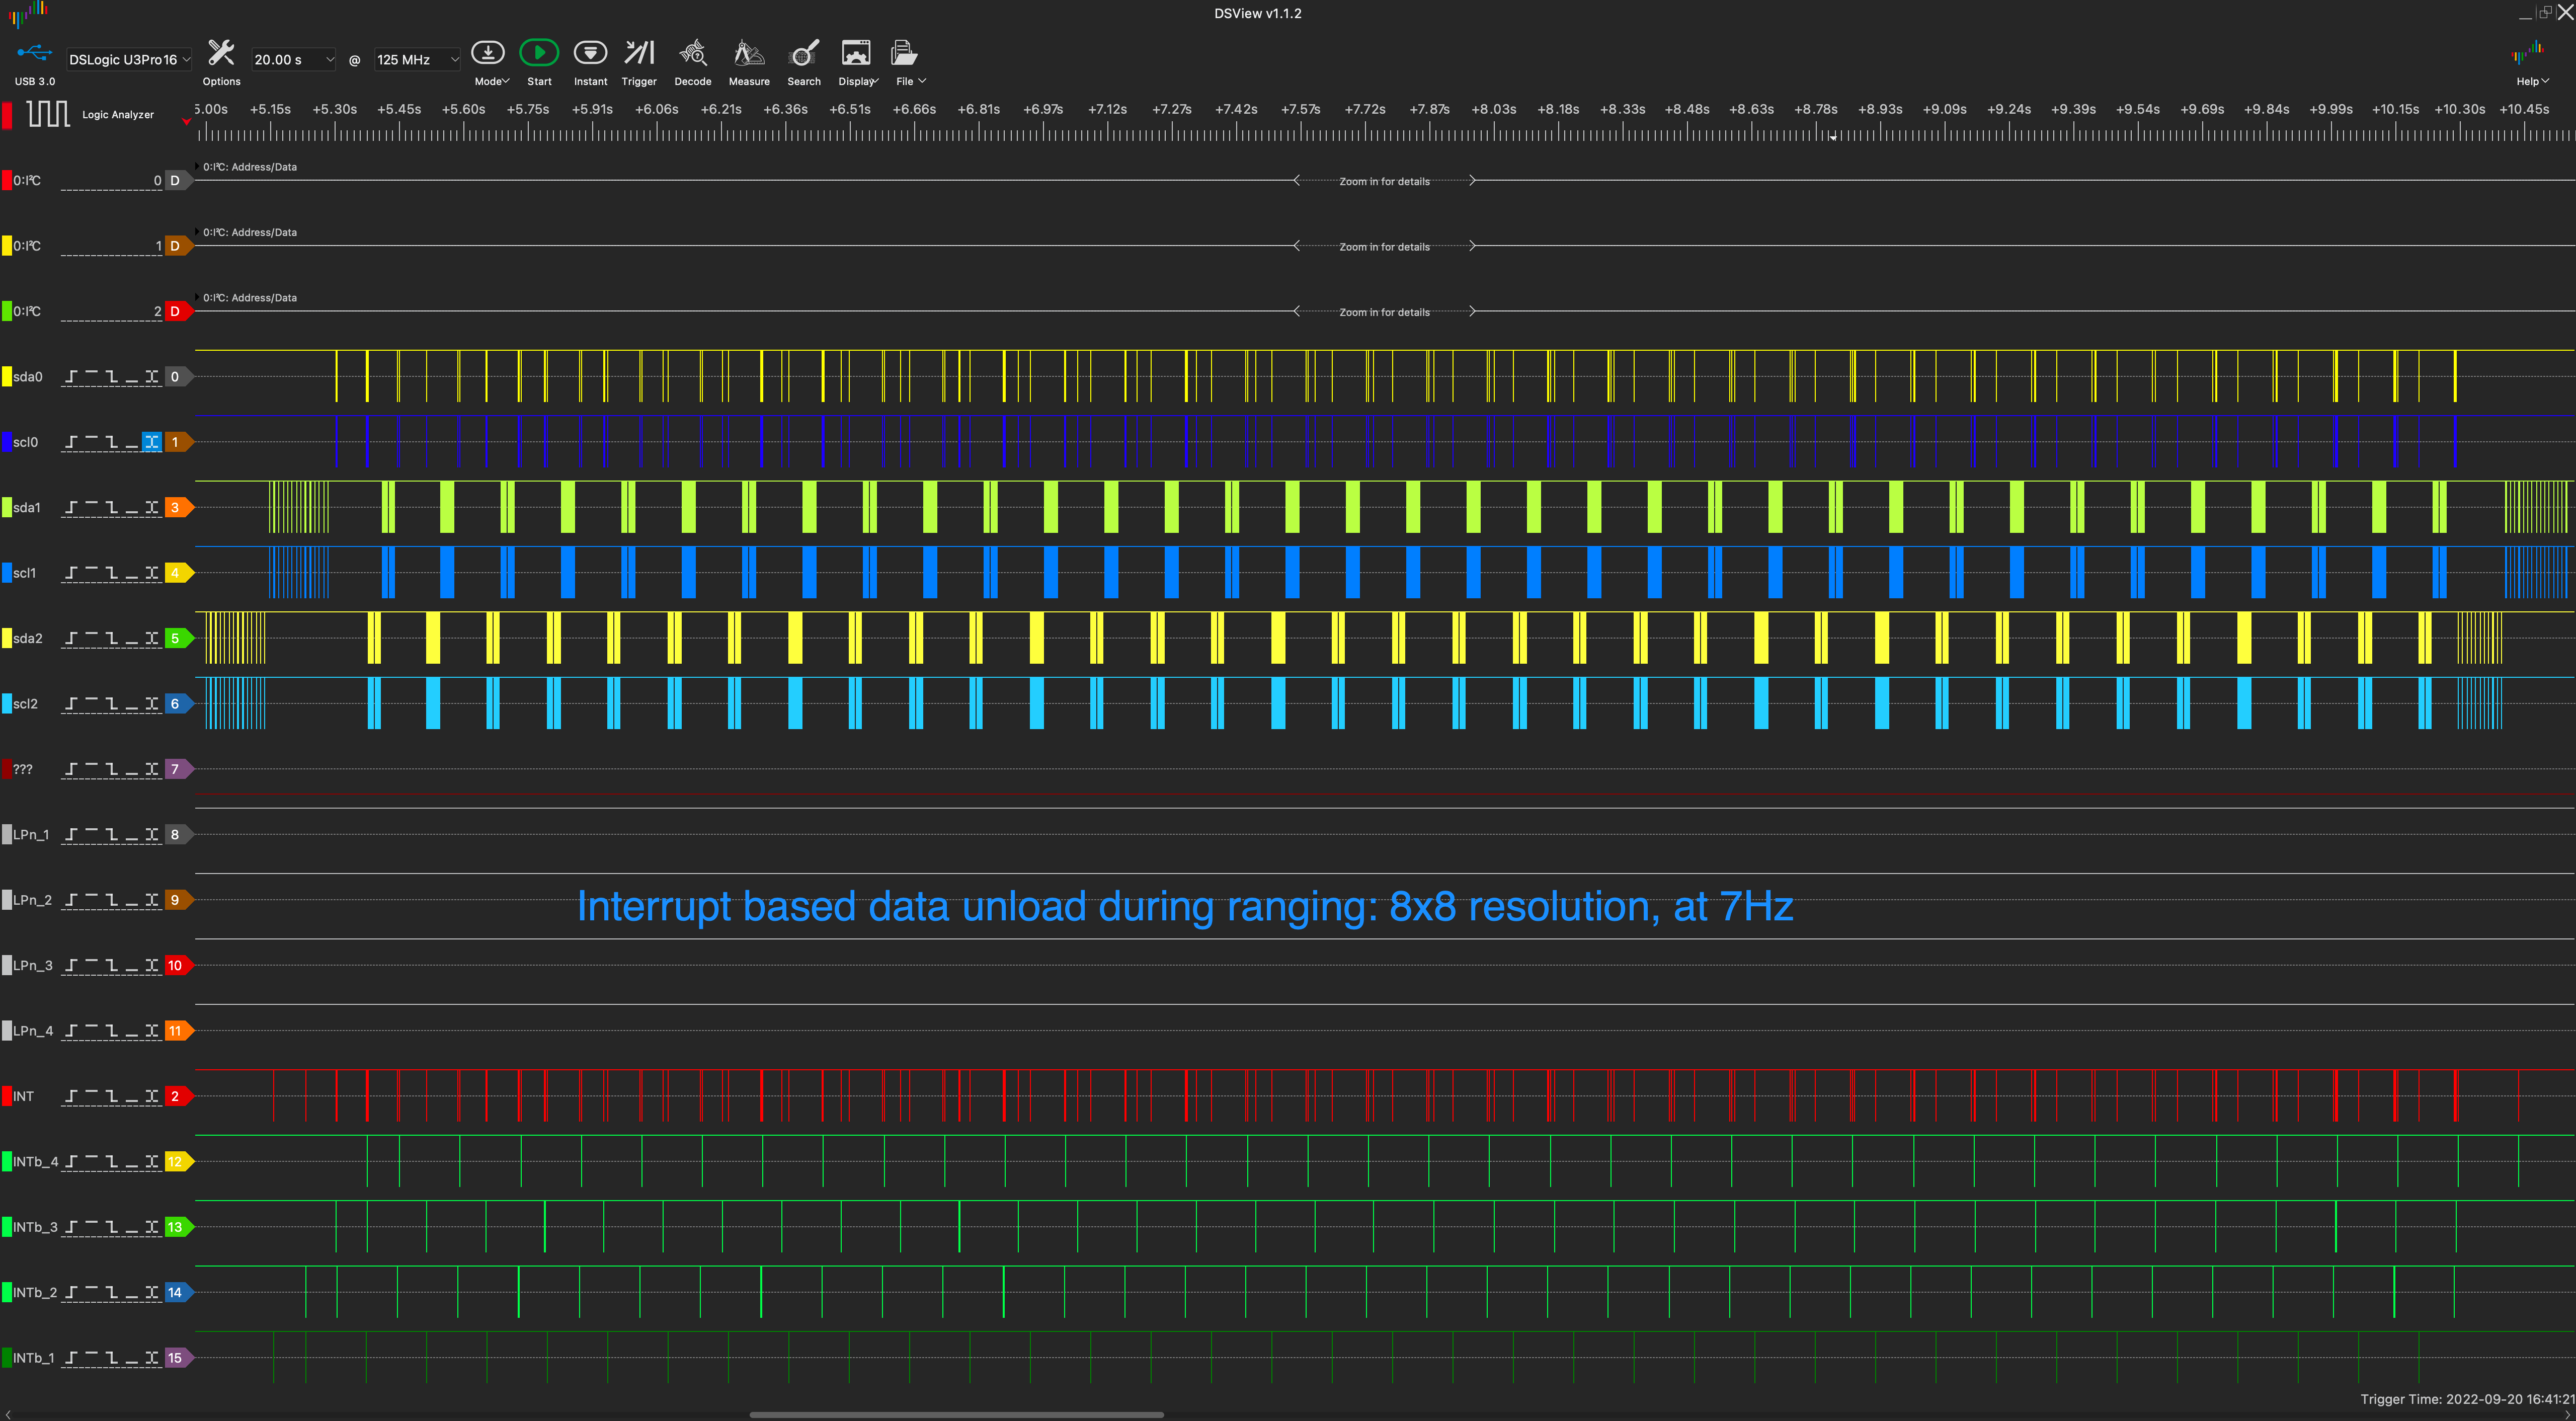 DSView v1.1.2
DSLogic U3Pro16 20.00 s @ 125 MHz
USB 3.0 Options Mode Start Instant Trigger Decode Measure Search Display File Help
Logic Analyzer
5.00s +5.15s +5.30s +5.45s +5.60s +5.75s +5.91s +6.06s +6.21s +6.36s +6.51s +6.66s +6.81s +6.97s +7.12s +7.27s +7.42s +7.57s +7.72s +7.87s +8.03s +8.18s +8.33s +8.48s +8.63s +8.78s +8.93s +9.09s +9.24s +9.39s +9.54s +9.69s +9.84s +9.99s +10.15s +10.30s +10.45s
0:I²C: Address/Data
0:I²C 0 D Zoom in for details
0:I²C: Address/Data
0:I²C 1 D Zoom in for details
0:I²C: Address/Data
0:I²C 2 D Zoom in for details
sda0 0
scl0 1
sda1 3
scl1 4
sda2 5
scl2 6
??? 7
LPn_1 8
LPn_2 9
Interrupt based data unload during ranging: 8x8 resolution, at 7Hz
LPn_3 10
LPn_4 11
INT 2
INTb_4 12
INTb_3 13
INTb_2 14
INTb_1 15
Trigger Time: 2022-09-20 16:41:21